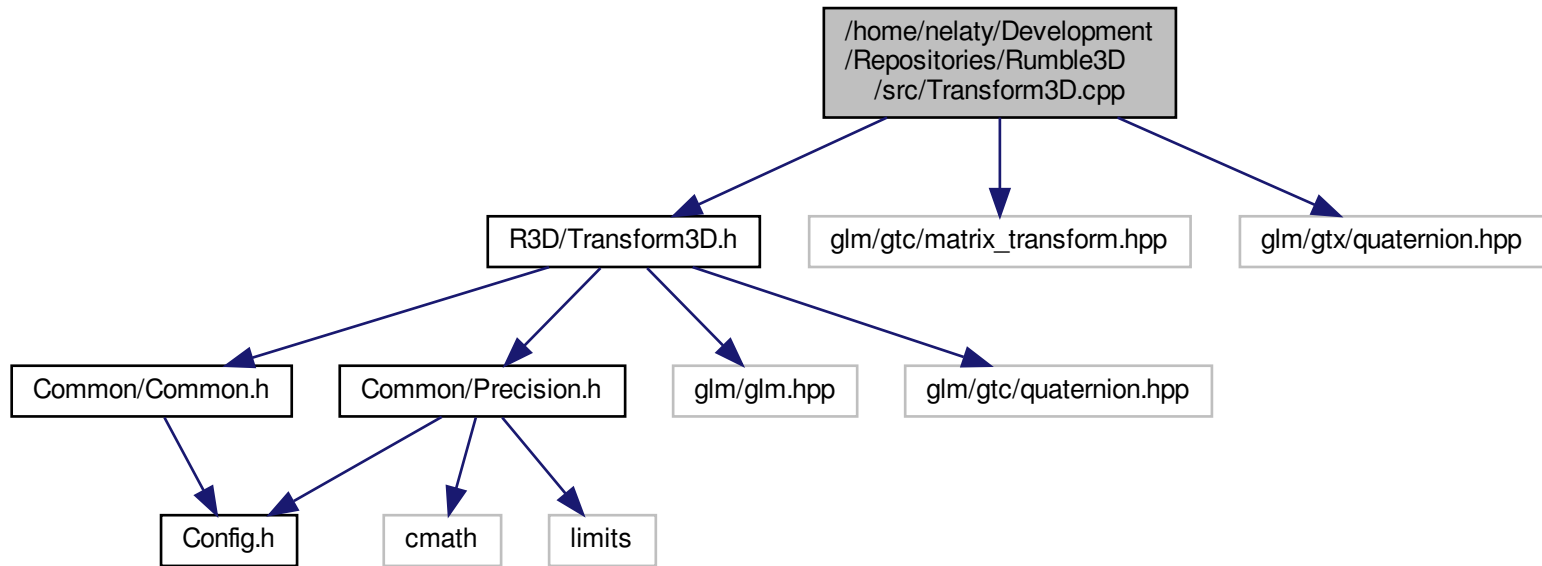 /home/nelaty/Development
/Repositories/Rumble3D
/src/Transform3D.cpp
R3D/Transform3D.h
glm/gtc/matrix_transform.hpp
glm/gtx/quaternion.hpp
Common/Common.h
Common/Precision.h
glm/glm.hpp
glm/gtc/quaternion.hpp
Config.h
cmath
limits